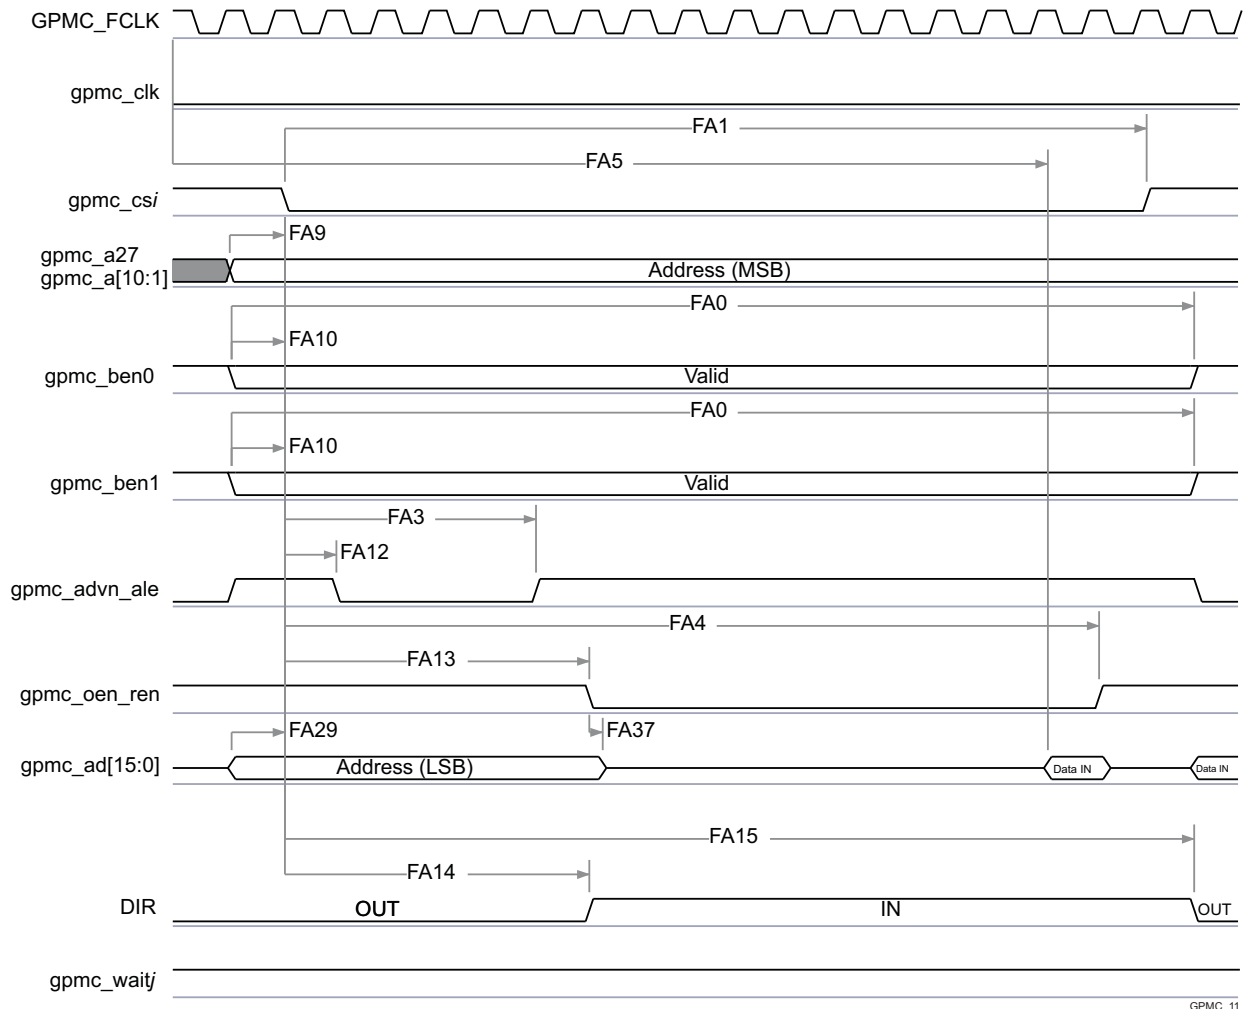 GPMC_FCLK
gpmc_clk
FA1
FA5
gpmc_csi
FA9
gpmc_a27
gpmc_a[10:1]
Address (MSB)
FA0
FA10
gpmc_ben0
Valid
FA0
FA10
gpmc_ben1
Valid
FA3
FA12
gpmc_advn_ale
FA4
FA13
gpmc_oen_ren
FA29
FA37
gpmc_ad[15:0]
Address (LSB)
Data IN
Data IN
FA15
FA14
DIR
OUT
IN
OUT
gpmc_waitj
GPMC_11